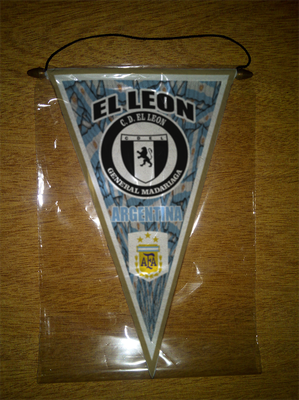 EL LEON
C. D. EL LEON
GENERAL MADARIAGA
ARGENTINA
AFA